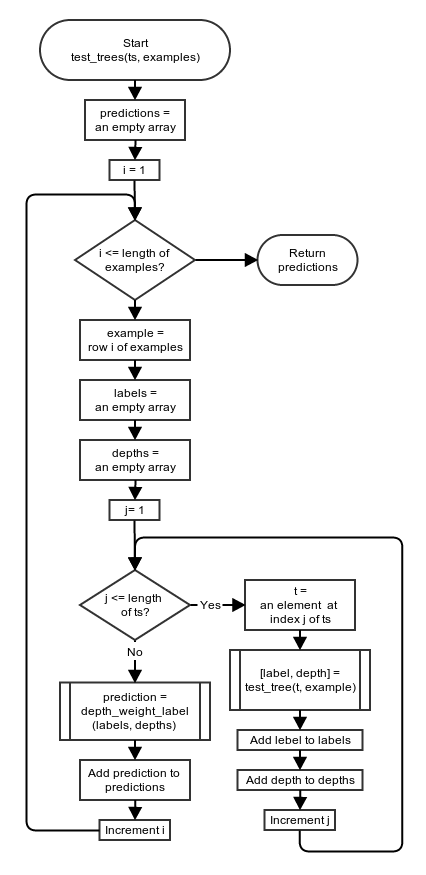 Start
test_trees(ts, examples)
predictions =
an empty array
i = 1
i <= length of
examples?
Return
predictions
example =
row i of examples
labels =
an empty array
depths =
an empty array
j= 1
j <= length
of ts?
Yes
t =
an element at
index j of ts
No
[label, depth] =
test_tree(t, example)
prediction =
depth_weight_label
(labels, depths)
Add lebel to labels
Add prediction to
predictions
Add depth to depths
Increment i
Increment j